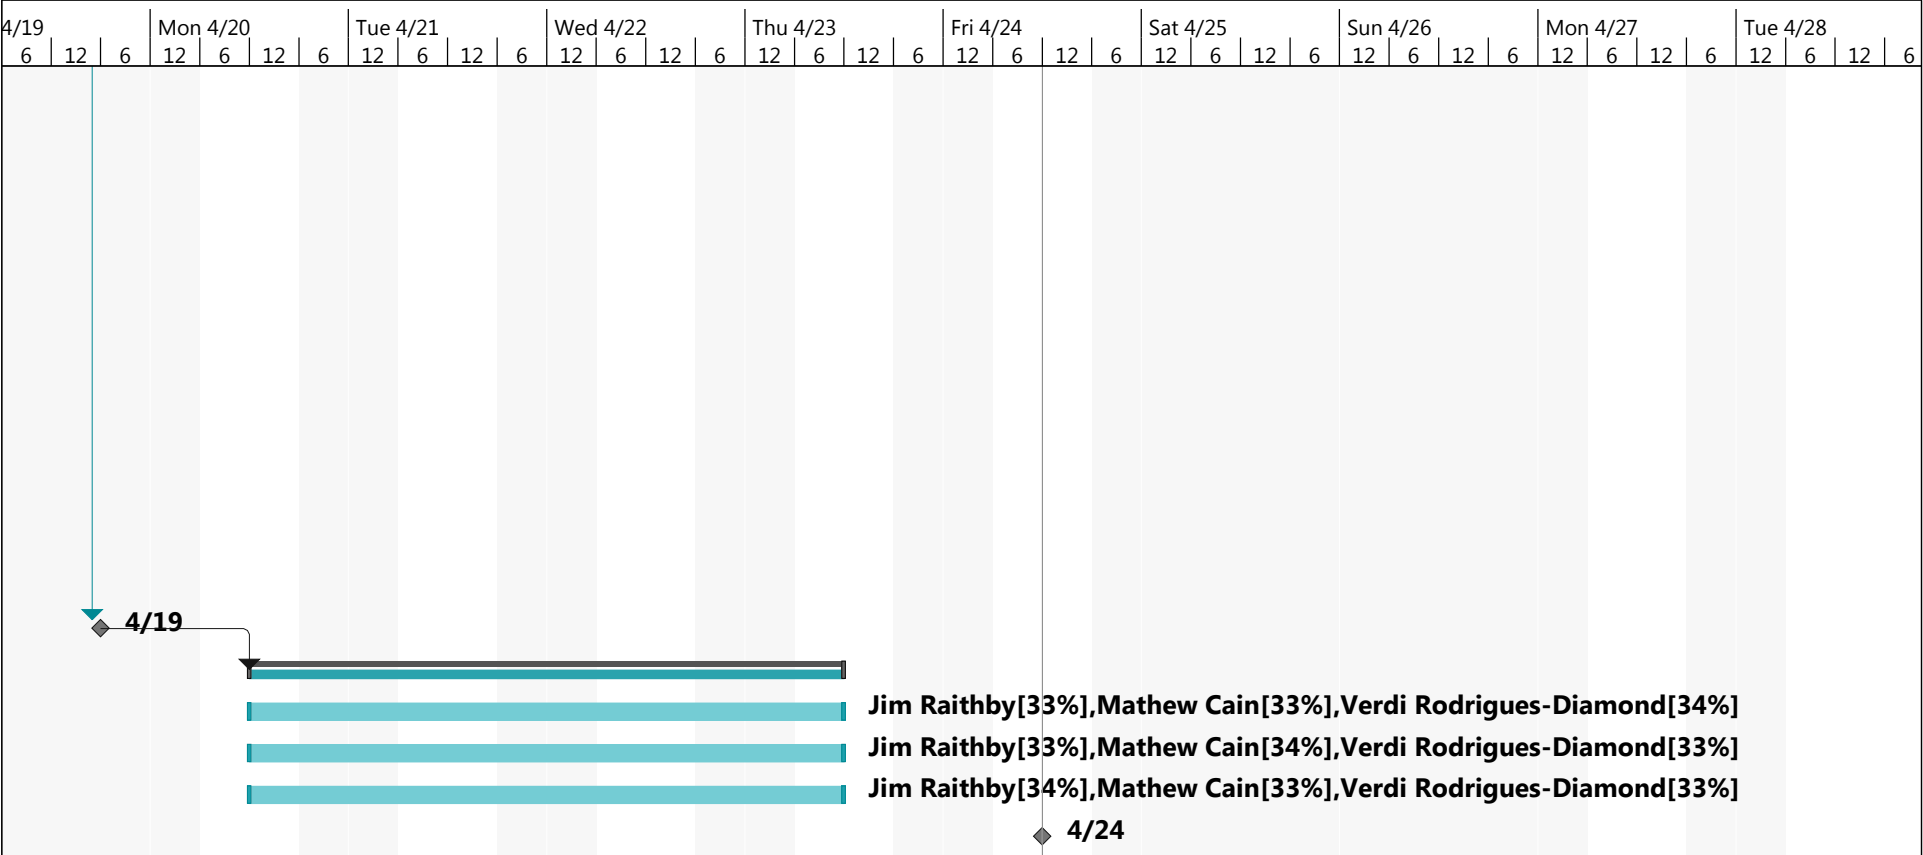 4/19 Mon 4/20 Tue 4/21 Wed 4/22 Thu 4/23 Fri 4/24 Sat 4/25 Sun 4/26 Mon 4/27 Tue 4/28
6 12 6 12 6 12 6 12 6 12 6 12 6 12 6 12 6 12 6 12 6 12 6 12 6 12 6 12 6 12 6 12 6 12 6 12 6 12 6
4/19
Jim Raithby[33%],Mathew Cain[33%],Verdi Rodrigues-Diamond[34%]
Jim Raithby[33%],Mathew Cain[34%],Verdi Rodrigues-Diamond[33%]
Jim Raithby[34%],Mathew Cain[33%],Verdi Rodrigues-Diamond[33%]
4/24